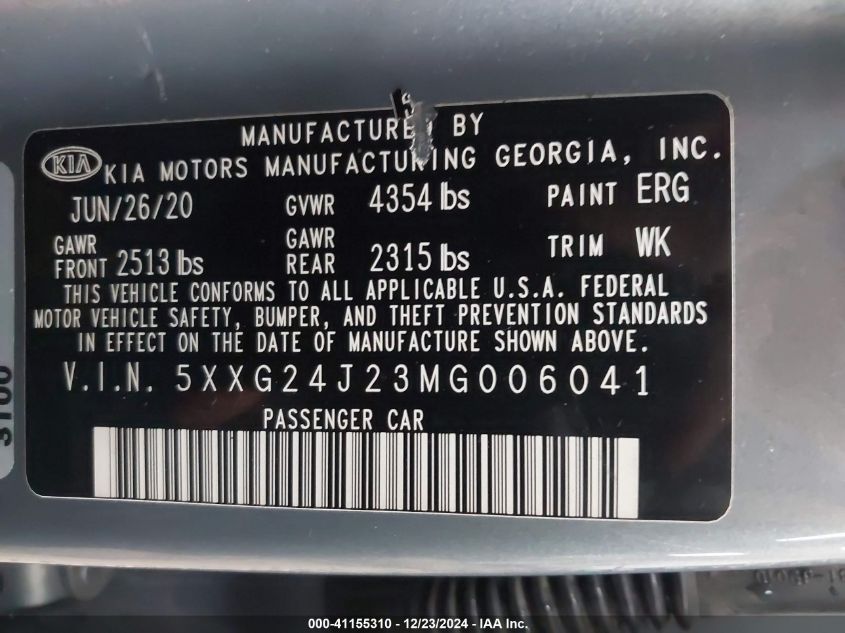 MANUFACTURED BY
KIA KIA MOTORS MANUFACTURING GEORGIA, INC.
JUN/26/20 GVWR 4354 lbs PAINT ERG
GAWR FRONT 2513 lbs GAWR REAR 2315 lbs TRIM WK
THIS VEHICLE CONFORMS TO ALL APPLICABLE U.S.A. FEDERAL
MOTOR VEHICLE SAFETY, BUMPER, AND THEFT PREVENTION STANDARDS
IN EFFECT ON THE DATE OF MANUFACTURE SHOWN ABOVE.
V.I.N. 5XXG24J23MG006041
PASSENGER CAR
000-41155310 - 12/23/2024 - IAA Inc.